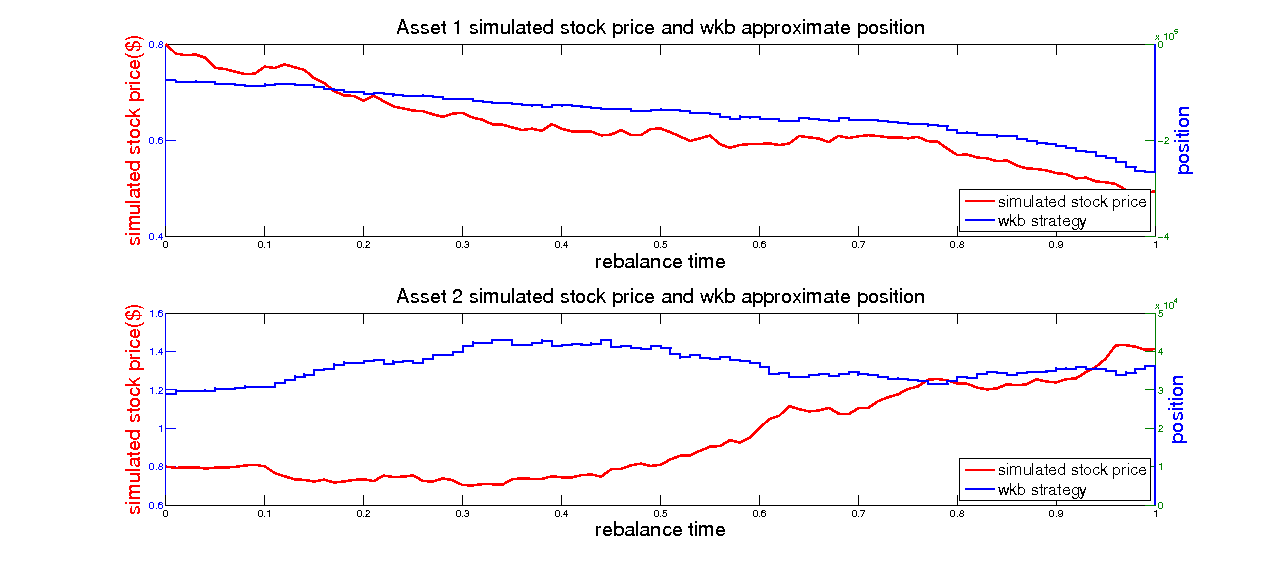 Asset 1 simulated stock price and wkb approximate position
x 10^5
simulated stock price($)
0.8
0.6
0.4
0
−2
−4
position
simulated stock price
wkb strategy
0 0.1 0.2 0.3 0.4 0.5 0.6 0.7 0.8 0.9 1
rebalance time
Asset 2 simulated stock price and wkb approximate position
x 10^4
simulated stock price($)
1.6
1.4
1.2
1
0.8
0.6
5
4
3
2
1
0
position
simulated stock price
wkb strategy
0 0.1 0.2 0.3 0.4 0.5 0.6 0.7 0.8 0.9 1
rebalance time